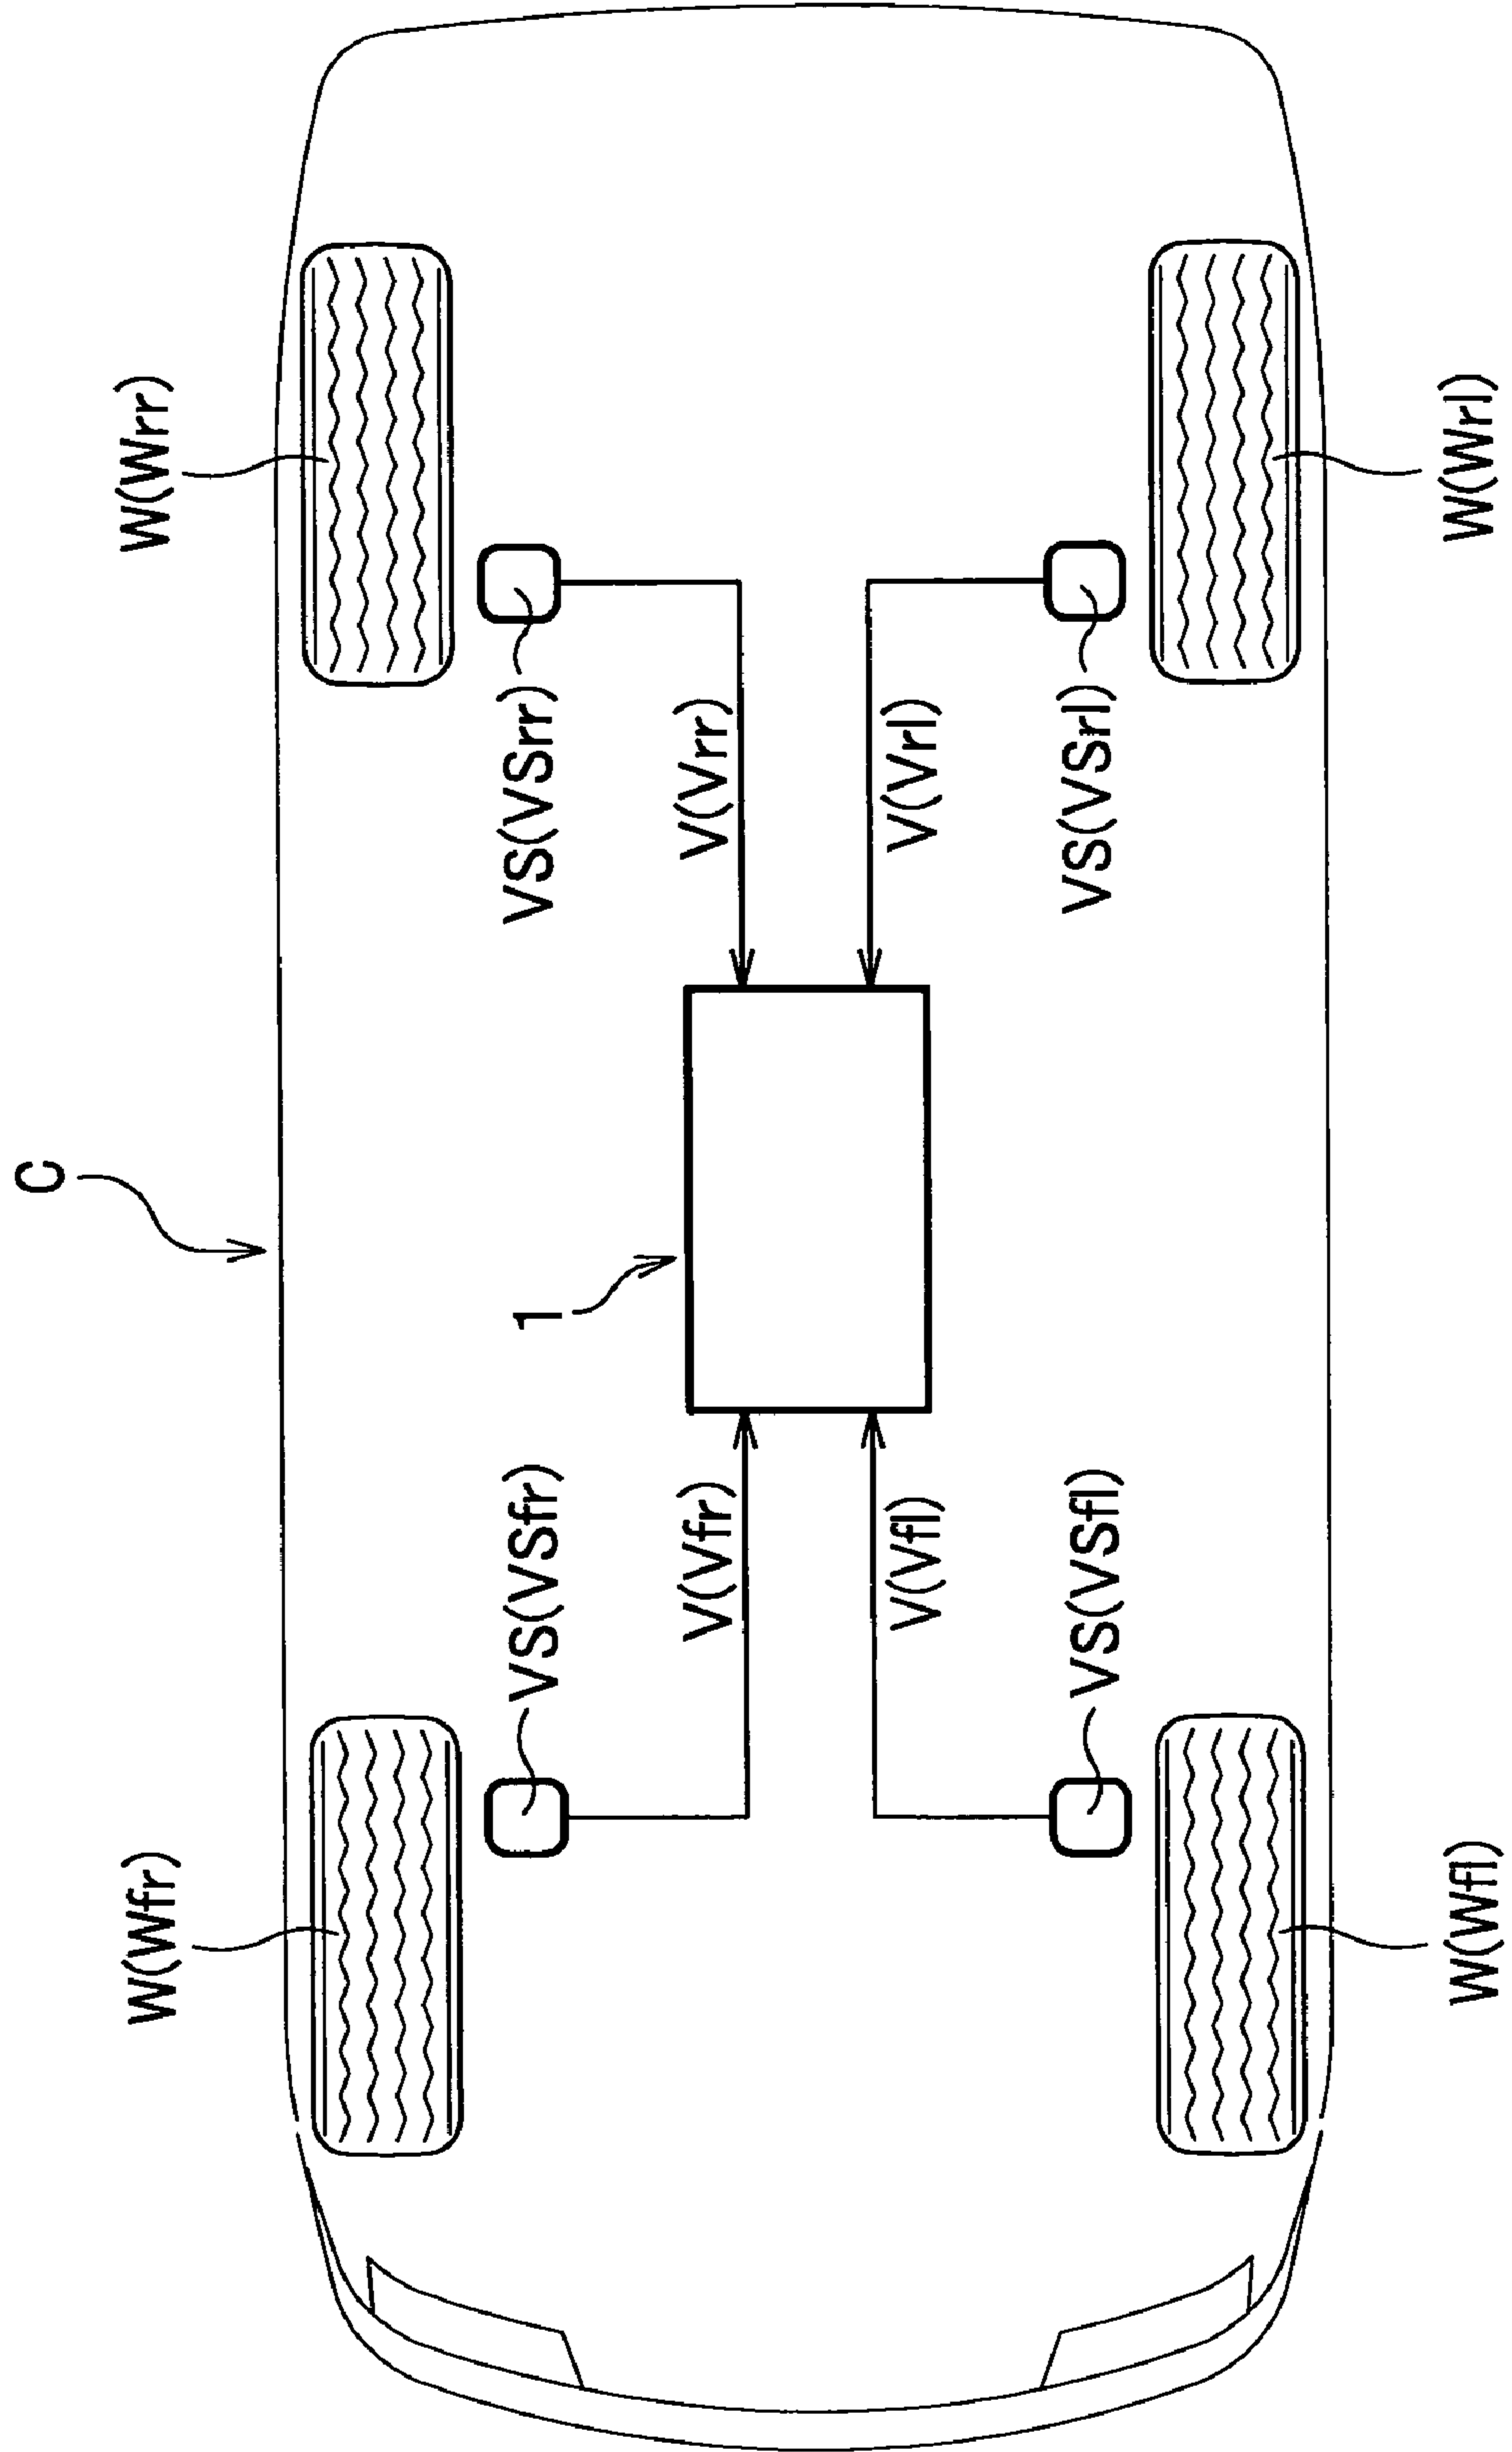 C
W(Wfr)
W(Wrr)
VS(VSfr)
1
VS(VSrr)
V(Vfr)
V(Vrr)
V(Vfl)
V(Vrl)
VS(VSfl)
VS(VSrl)
W(Wfl)
W(Wrl)